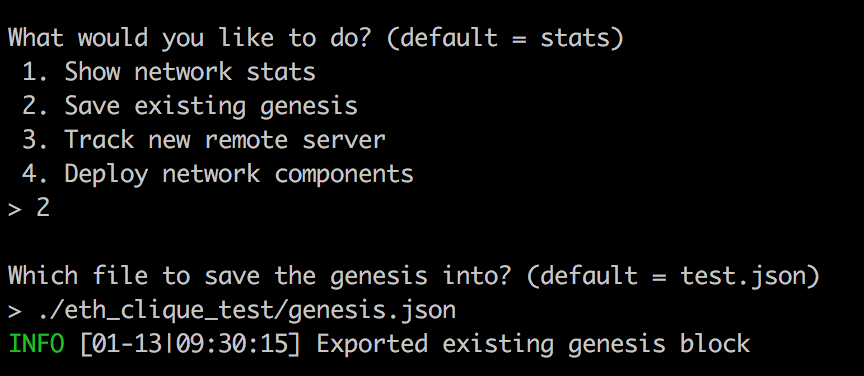 What would you like to do? (default = stats)
1. Show network stats
2. Save existing genesis
3. Track new remote server
4. Deploy network components
> 2
Which file to save the genesis into? (default = test.json)
> ./eth_clique_test/genesis.json
INFO [01-13|09:30:15] Exported existing genesis block